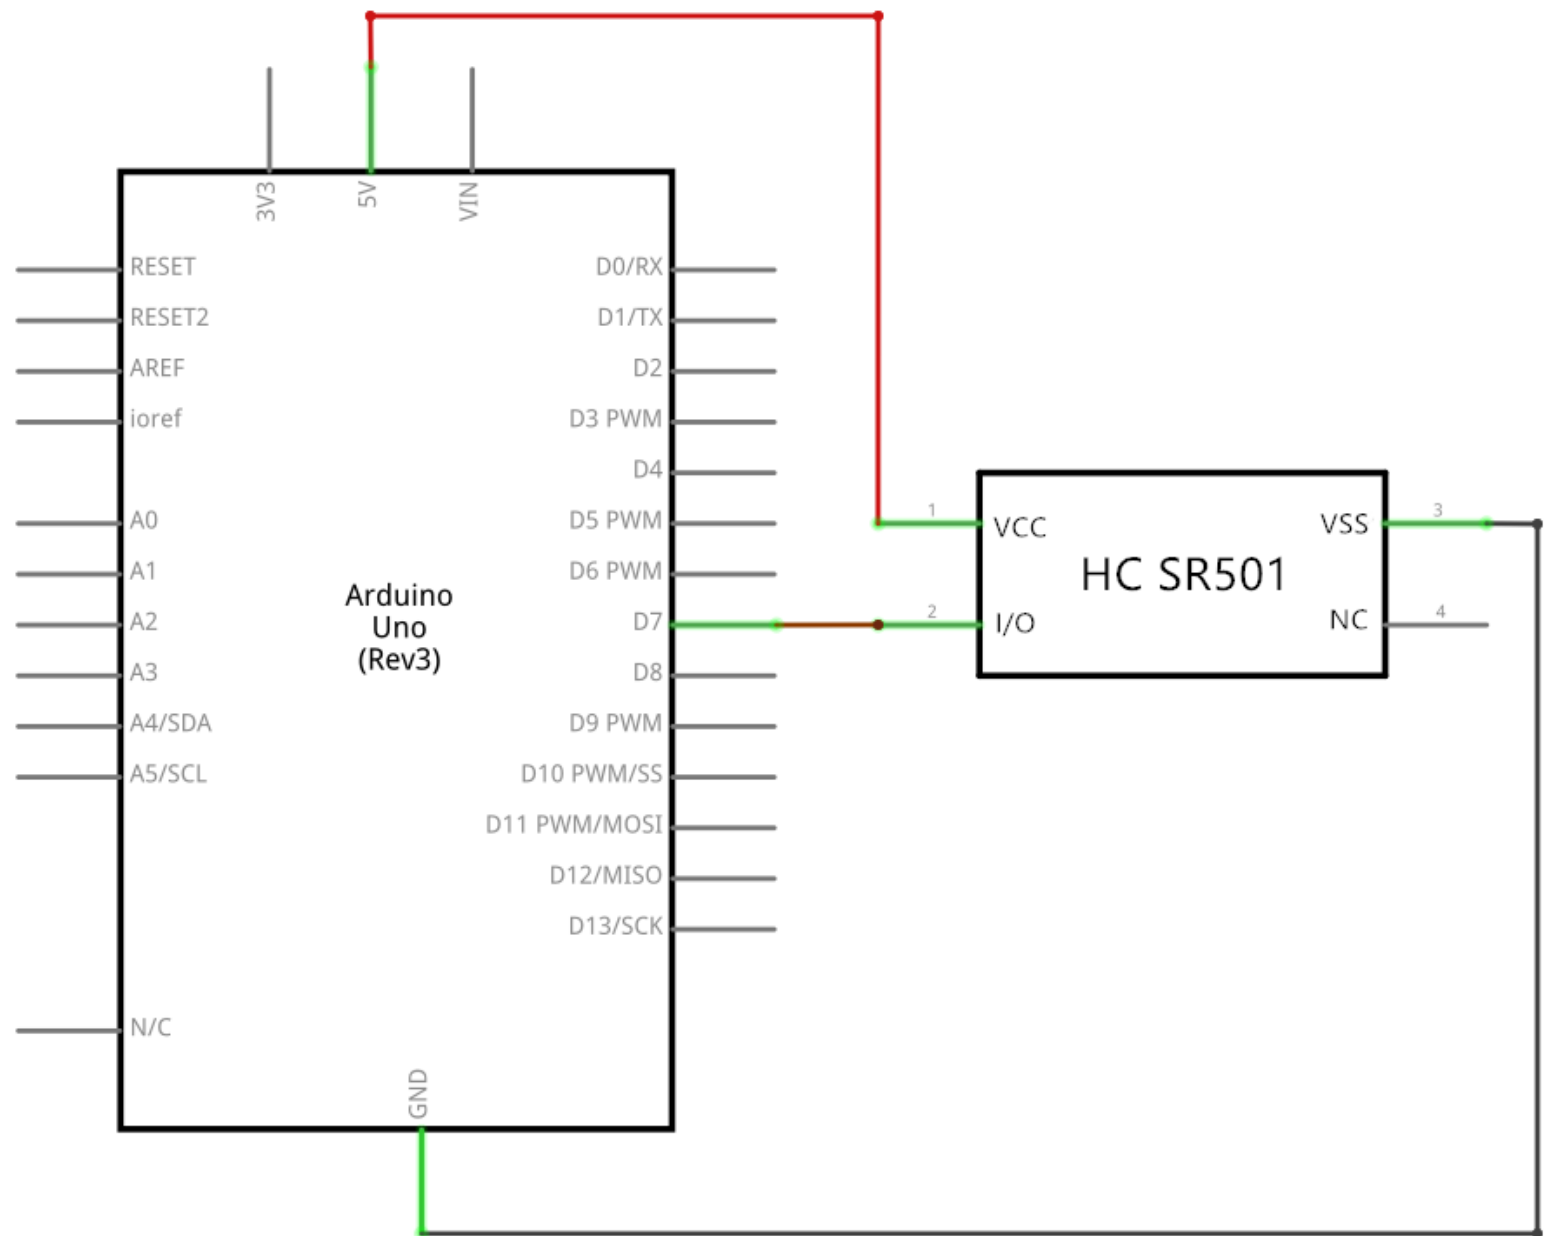 3V3
5V
VIN
RESET
D0/RX
RESET2
D1/TX
AREF
D2
ioref
D3 PWM
D4
A0
D5 PWM
A1
D6 PWM
A2
D7
A3
D8
A4/SDA
D9 PWM
A5/SCL
D10 PWM/SS
D11 PWM/MOSI
D12/MISO
D13/SCK
N/C
GND
Arduino
Uno
(Rev3)
1
VCC
2
I/O
HC SR501
VSS
3
NC
4